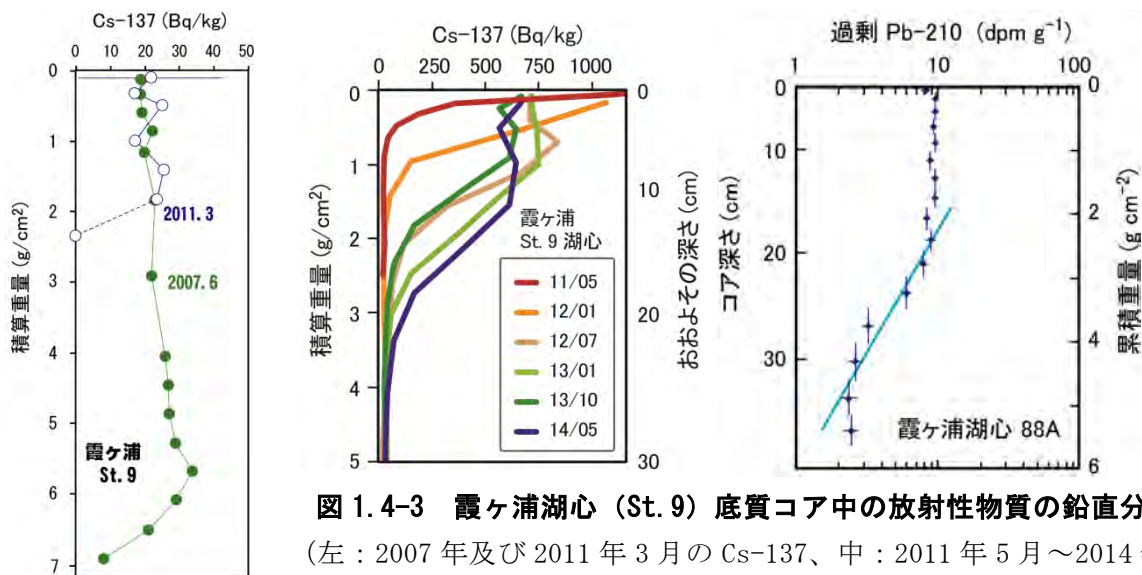 Cs-137 (Bq/kg)
0 10 20 30 40 50
0
1
2
3
4
5
6
7
積算重量 (g/cm²)
2011.3
2007.6
霞ヶ浦
St.9
Cs-137 (Bq/kg)
0 250 500 750 1000
0.0
1
2
3
4
5
積算重量 (g/cm²)
0
10
20
30
おおよその深さ (cm)
霞ヶ浦
St.9 湖心
11/05
12/01
12/07
13/01
13/10
14/05
過剰 Pb-210 (dpm g⁻¹)
1 10 100
0
10
20
30
コア深さ (cm)
0
2
4
6
累積重量 (g cm⁻²)
霞ヶ浦湖心 88A
図 1.4-3 霞ヶ浦湖心（St.9）底質コア中の放射性物質の鉛直分
(左：2007 年及び 2011 年 3 月の Cs-137、中：2011 年 5 月～2014